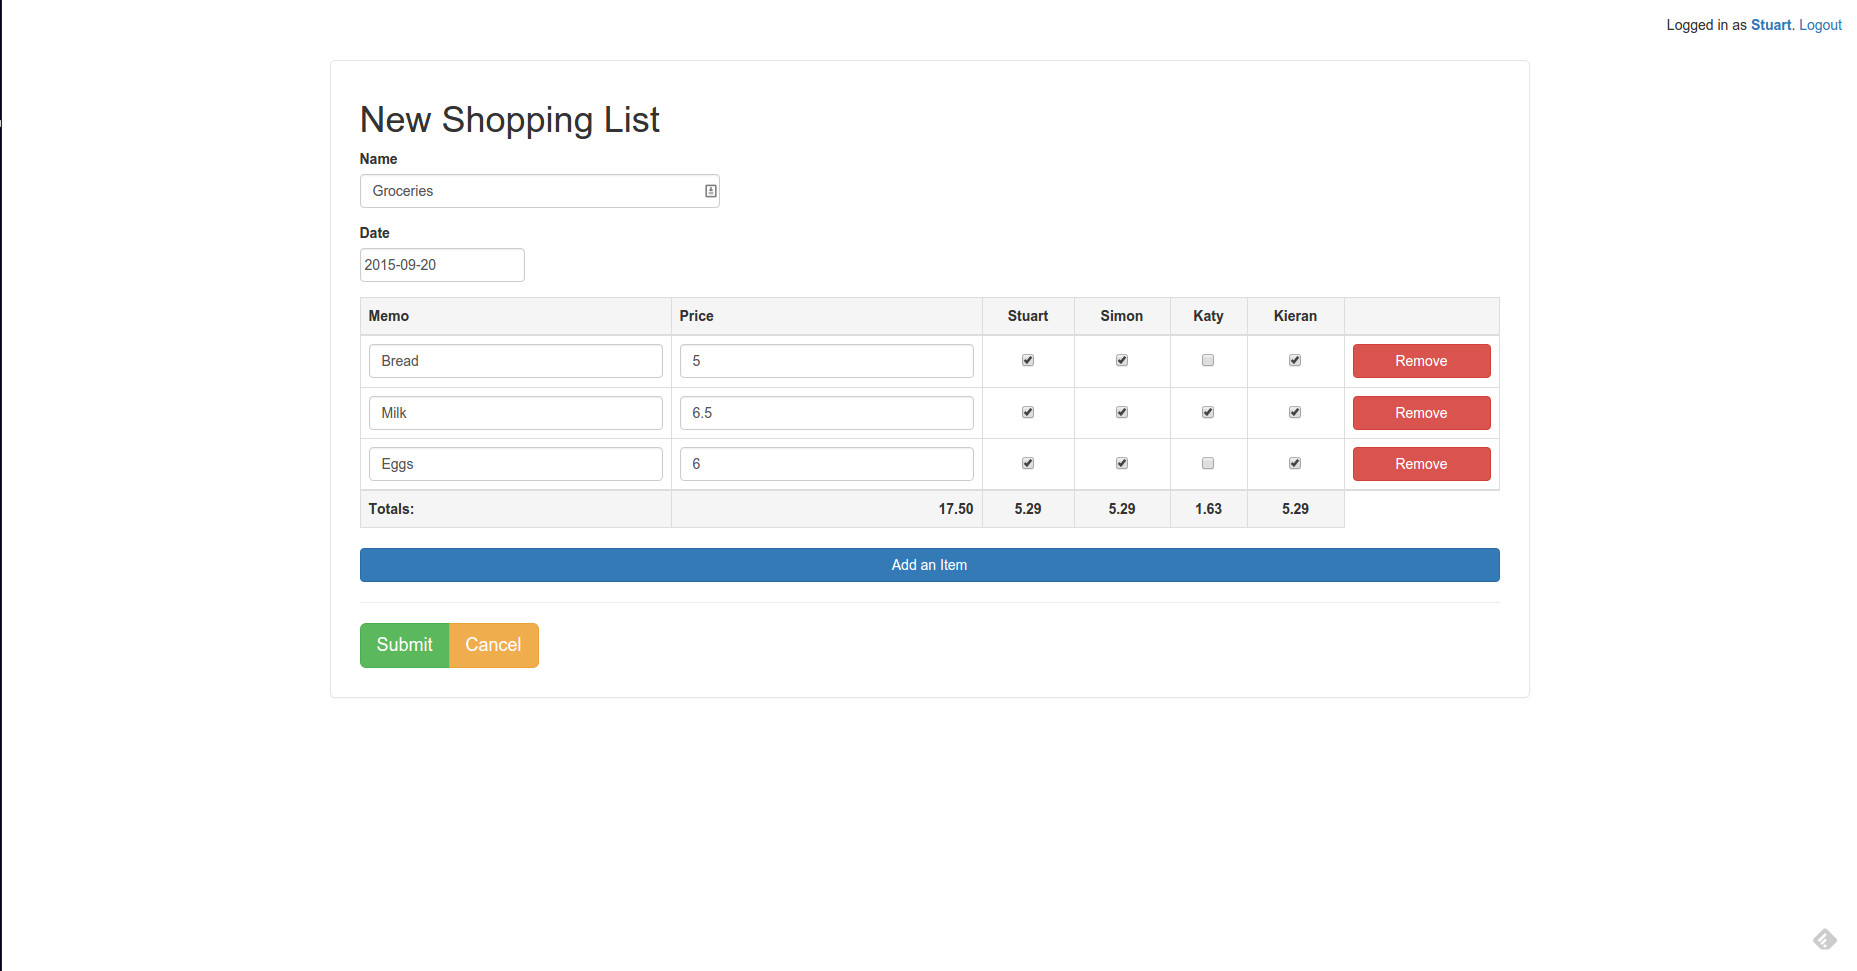 Logged in as Stuart. Logout
New Shopping List
Name
Groceries
Date
2015-09-20
Memo Price Stuart Simon Katy Kieran
Bread 5 Remove
Milk 6.5 Remove
Eggs 6 Remove
Totals: 17.50 5.29 5.29 1.63 5.29
Add an Item
Submit Cancel